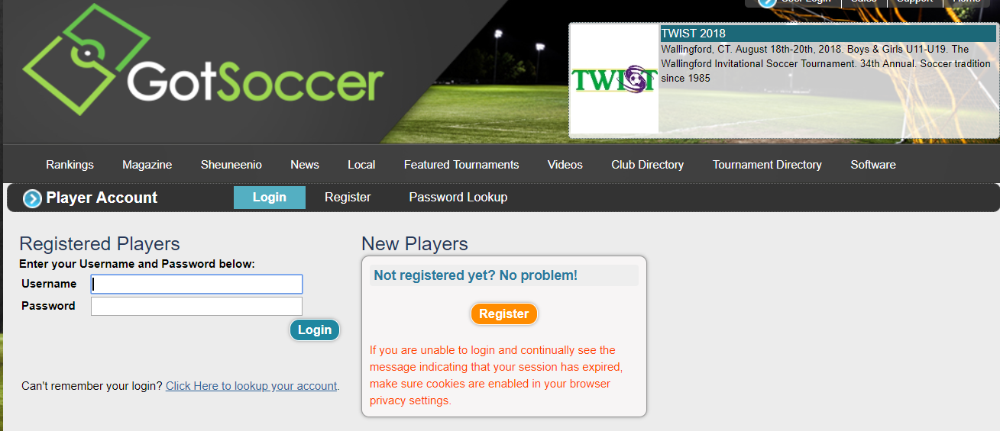 User Login
Sales
Support
Home
GotSoccer
TWIST
TWIST 2018
Wallingford, CT. August 18th-20th, 2018. Boys & Girls U11-U19. The
Wallingford Invitational Soccer Tournament. 34th Annual. Soccer tradition
since 1985
Rankings
Magazine
Sheuneenio
News
Local
Featured Tournaments
Videos
Club Directory
Tournament Directory
Software
Player Account
Login
Register
Password Lookup
Registered Players
Enter your Username and Password below:
Username
Password
Login
Can't remember your login? Click Here to lookup your account.
New Players
Not registered yet? No problem!
Register
If you are unable to login and continually see the
message indicating that your session has expired,
make sure cookies are enabled in your browser
privacy settings.